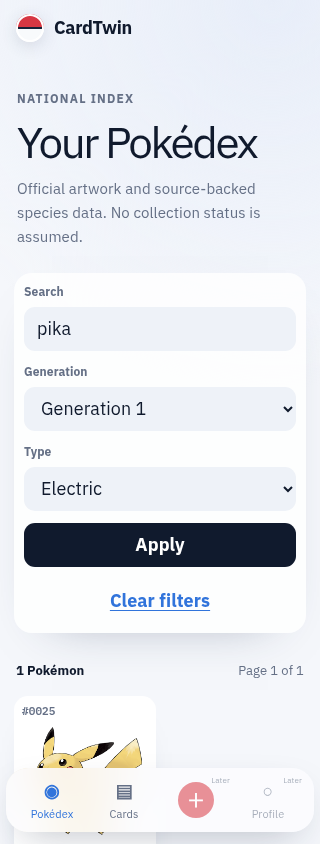 CardTwin
NATIONAL INDEX
Your Pokédex
Official artwork and source-backed
species data. No collection status is
assumed.
Search
pika
Generation
Generation 1
Type
Electric
Apply
Clear filters
1 Pokémon
Page 1 of 1
#0025
Pokédex
Cards
Later
Later
Profile